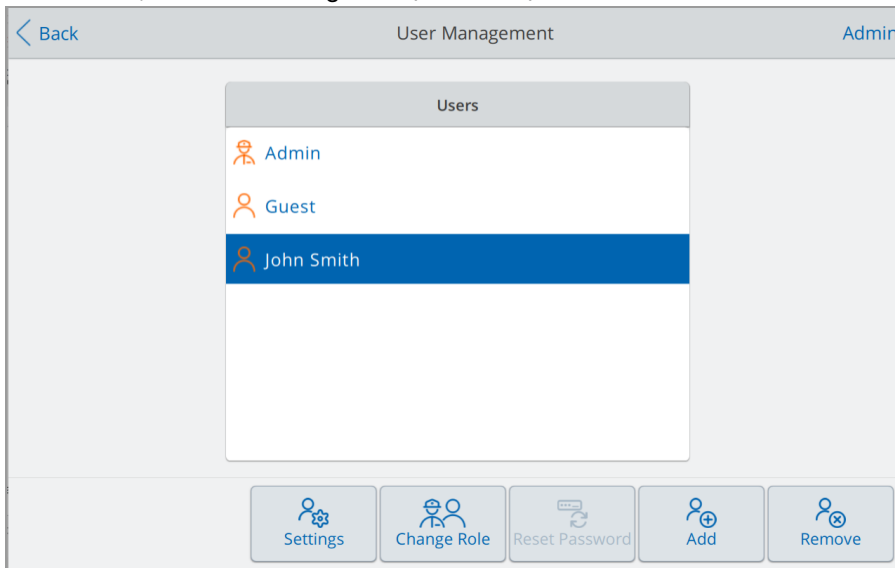 Back User Management Admin
Users
Admin
Guest
John Smith
Settings Change Role Reset Password Add Remove